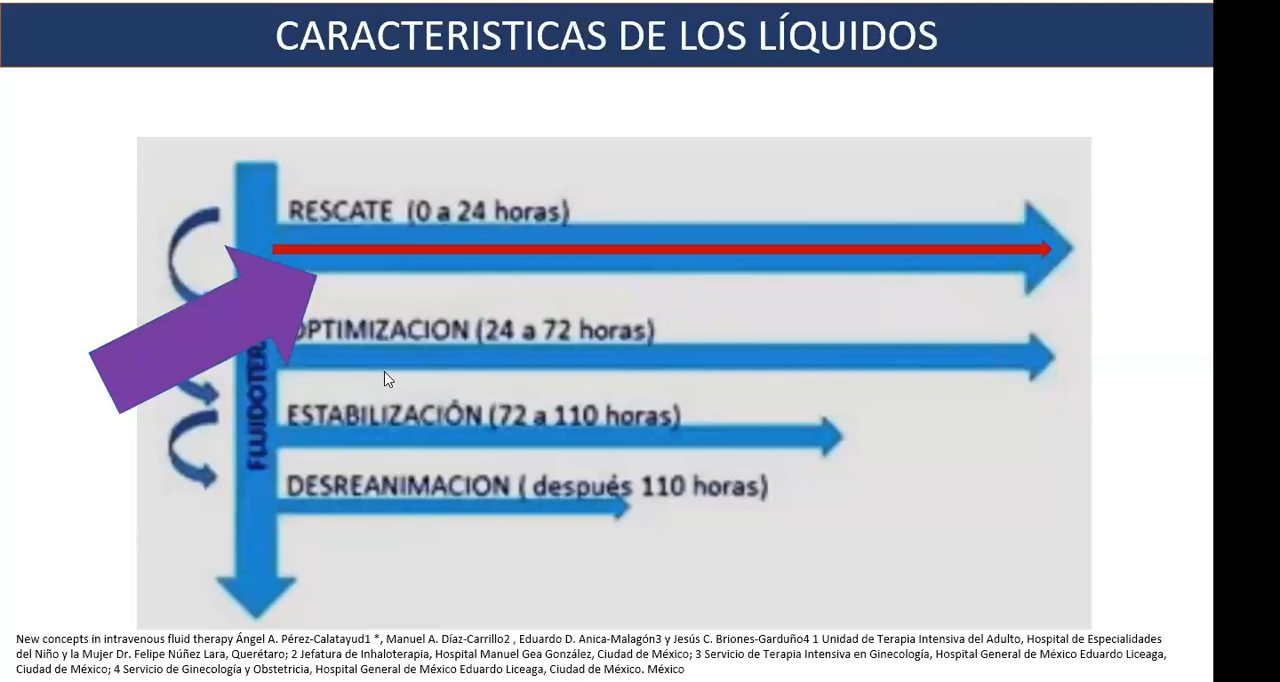 CARACTERISTICAS DE LOS LÍQUIDOS
RESCATE (0 a 24 horas)
OPTIMIZACION (24 a 72 horas)
ESTABILIZACIÓN (72 a 110 horas)
DESREANIMACION ( después 110 horas)
New concepts in intravenous fluid therapy Ángel A. Pérez-Calatayud1 *, Manuel A. Díaz-Carrillo2 , Eduardo D. Anica-Malagón3 y Jesús C. Briones-Garduño4 1 Unidad de Terapia Intensiva del Adulto, Hospital de Especialidades
del Niño y la Mujer Dr. Felipe Núñez Lara, Querétaro; 2 Jefatura de Inhaloterapia, Hospital Manuel Gea González, Ciudad de México; 3 Servicio de Terapia Intensiva en Ginecología, Hospital General de México Eduardo Liceaga,
Ciudad de México; 4 Servicio de Ginecología y Obstetricia, Hospital General de México Eduardo Liceaga, Ciudad de México. México